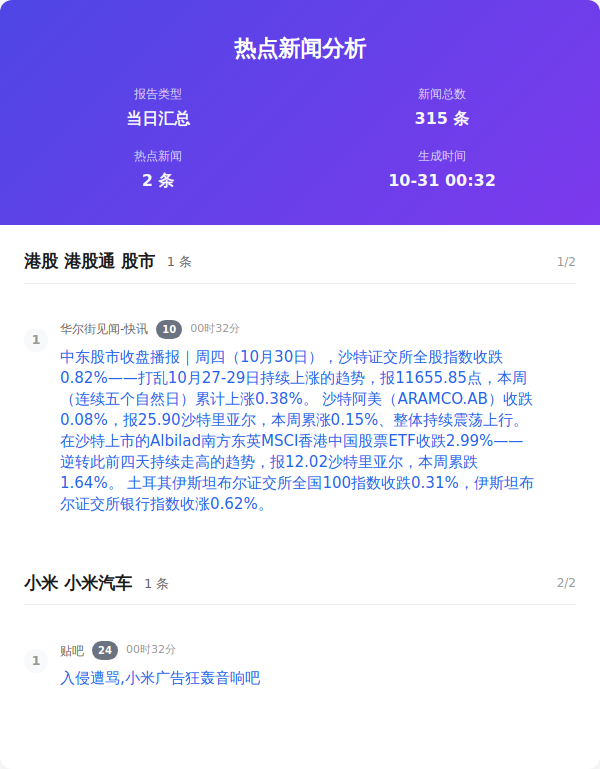 热点新闻分析
报告类型
新闻总数
当日汇总
315 条
热点新闻
生成时间
2 条
10-31 00:32
港股 港股通 股市 1 条 1/2
1 华尔街见闻-快讯 10 00时32分
中东股市收盘播报｜周四（10月30日），沙特证交所全股指数收跌
0.82%——打乱10月27-29日持续上涨的趋势，报11655.85点，本周
（连续五个自然日）累计上涨0.38%。 沙特阿美（ARAMCO.AB）收跌
0.08%，报25.90沙特里亚尔，本周累涨0.15%、整体持续震荡上行。
在沙特上市的Albilad南方东英MSCI香港中国股票ETF收跌2.99%——
逆转此前四天持续走高的趋势，报12.02沙特里亚尔，本周累跌
1.64%。 土耳其伊斯坦布尔证交所全国100指数收跌0.31%，伊斯坦布
尔证交所银行指数收涨0.62%。
小米 小米汽车 1 条 2/2
1 贴吧 24 00时32分
入侵遭骂,小米广告狂轰音响吧